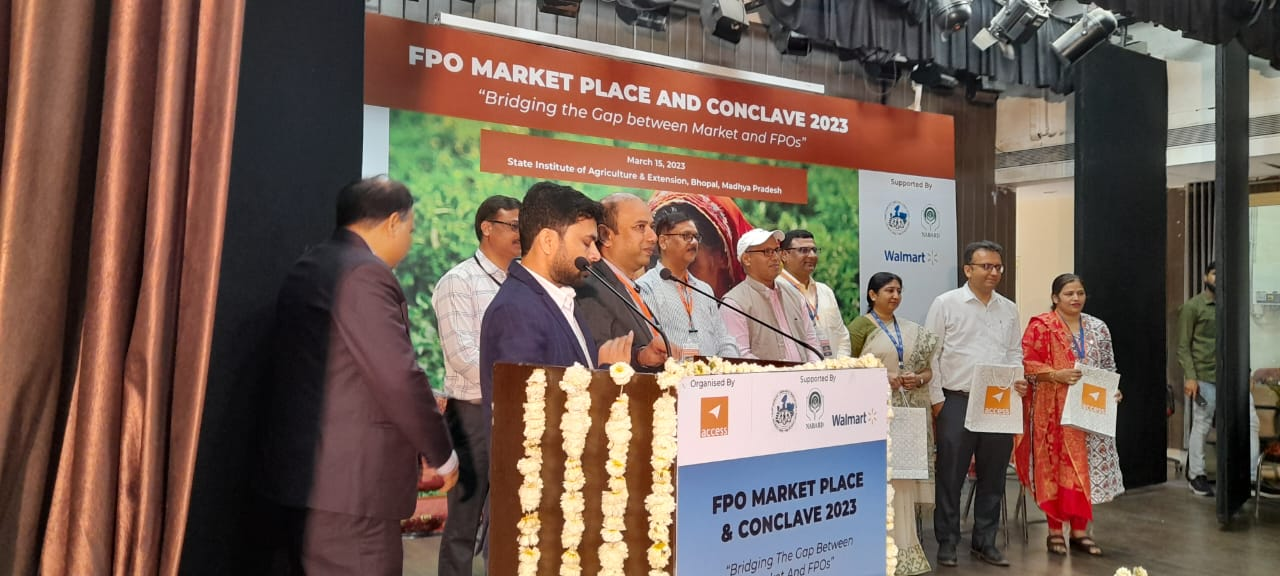 FPO MARKET PLACE AND CONCLAVE 2023
“Bridging the Gap between Market and FPOs”
March 15, 2023
State Institute of Agriculture & Extension, Bhopal, Madhya Pradesh
Supported By
NABARD
Walmart
Organised By
Supported By
access
NABARD
Walmart
FPO MARKET PLACE
& CONCLAVE 2023
"Bridging The Gap Between
And FPOs"
access
access